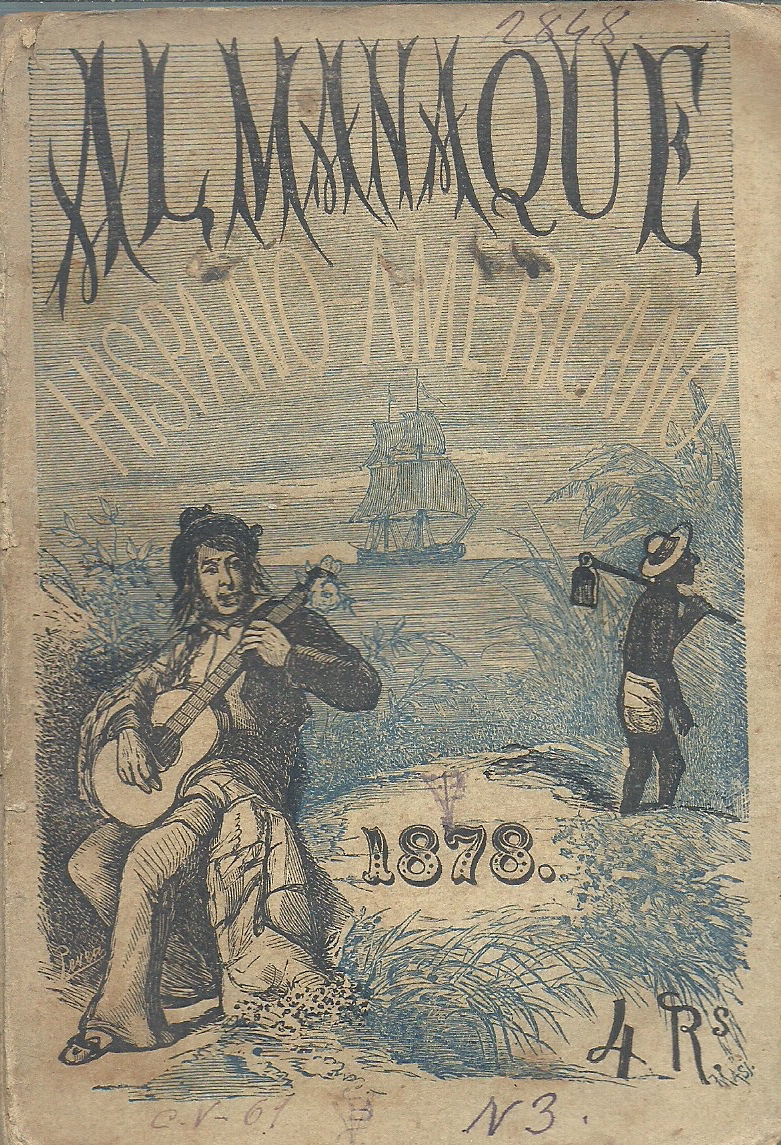 2848.
ALMANAQUE
HISPANO-AMERICANO
1878.
4 Rs
C.V-61
N3.